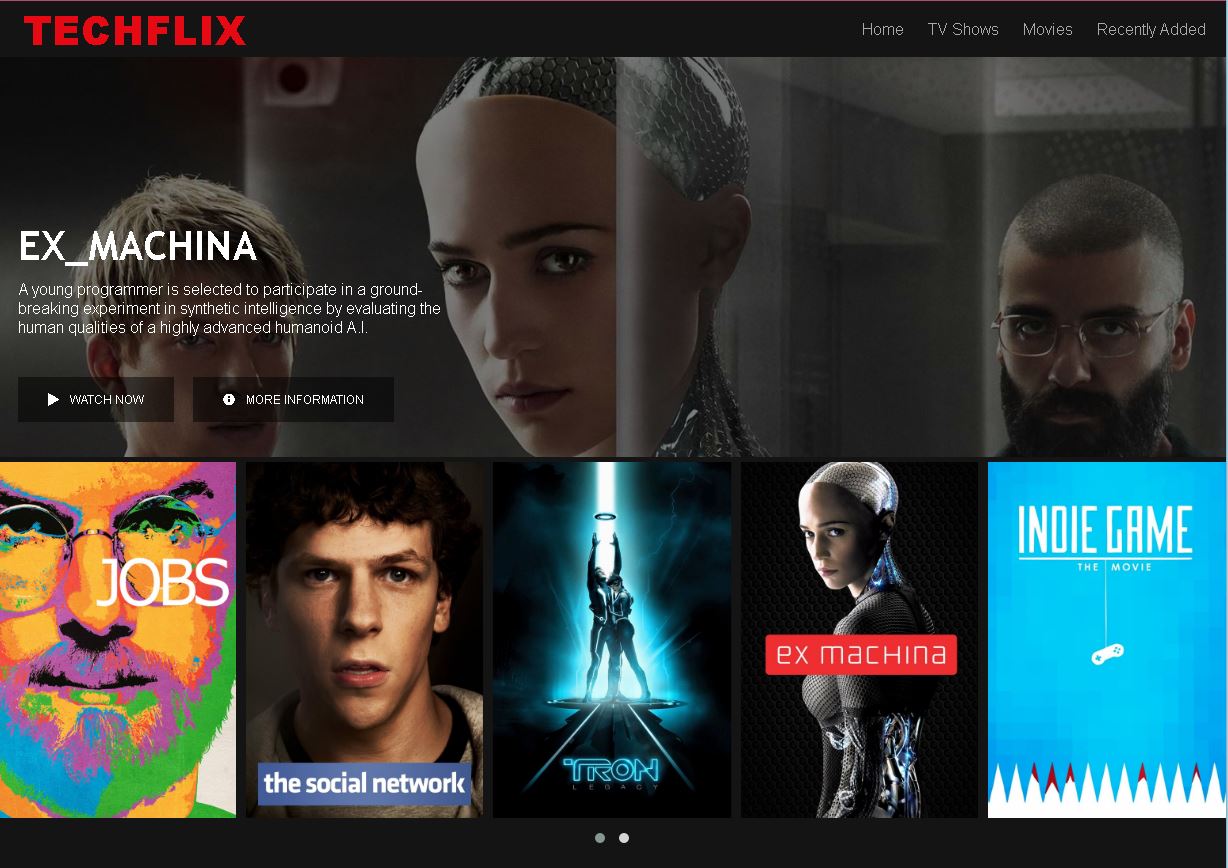 TECHFLIX
Home TV Shows Movies Recently Added
EX_MACHINA
A young programmer is selected to participate in a ground-
breaking experiment in synthetic intelligence by evaluating the
human qualities of a highly advanced humanoid A.I.
WATCH NOW MORE INFORMATION
JOBS
the social network
TRON
LEGACY
ex machina
INDIE GAME
THE MOVIE